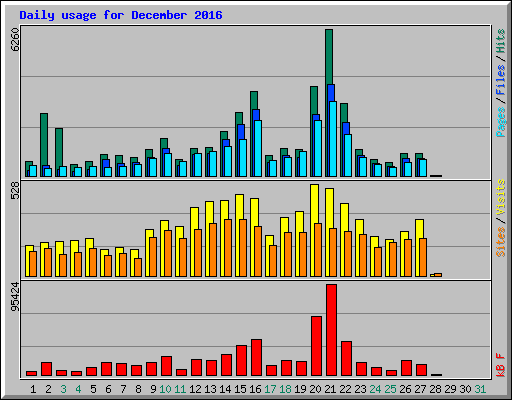 Daily usage for December 2016
6260
Pages / Files / Hits
528
Sites / Visits
95424
kB F
1 2 3 4 5 6 7 8 9 10 11 12 13 14 15 16 17 18 19 20 21 22 23 24 25 26 27 28 29 30 31